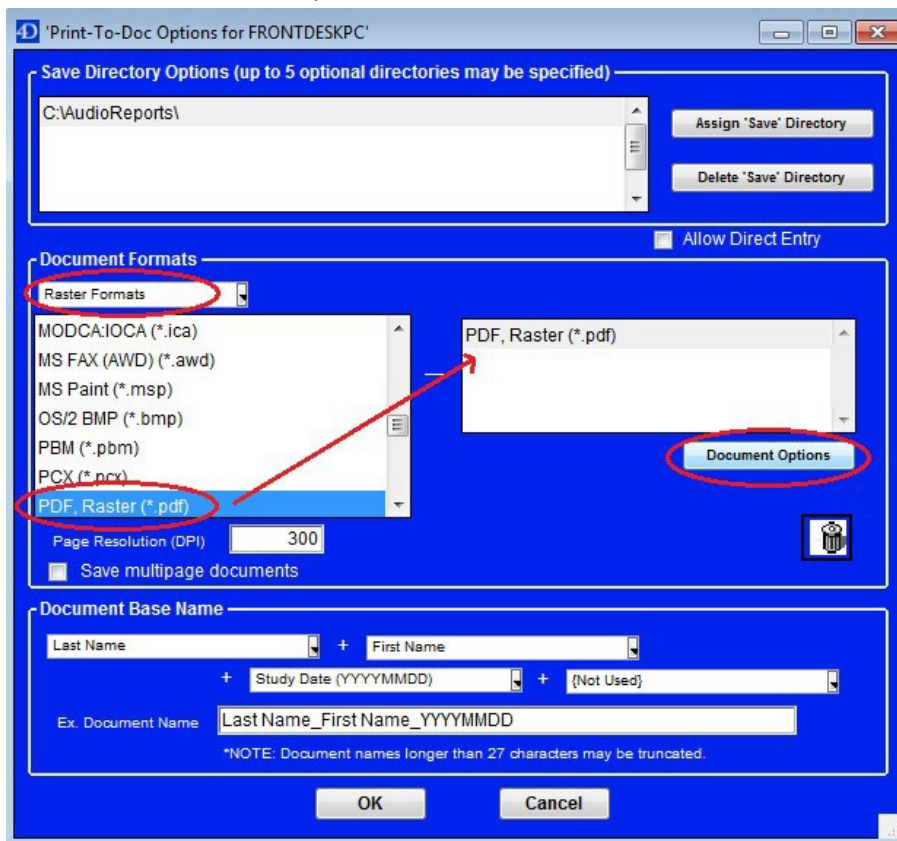 'Print-To-Doc Options for FRONTDESKPC'
Save Directory Options (up to 5 optional directories may be specified)
C:\AudioReports\
Assign 'Save' Directory
Delete 'Save' Directory
Allow Direct Entry
Document Formats
Raster Formats
MODCA:IOCA (*.ica)
MS FAX (AWD) (*.awd)
MS Paint (*.msp)
OS/2 BMP (*.bmp)
PBM (*.pbm)
PCX (*.pcx)
PDF, Raster (*.pdf)
PDF, Raster (*.pdf)
Document Options
Page Resolution (DPI) 300
Save multipage documents
Document Base Name
Last Name + First Name
+ Study Date (YYYYMMDD) + {Not Used}
Ex. Document Name Last Name_First Name_YYYYMMDD
*NOTE: Document names longer than 27 characters may be truncated.
OK Cancel